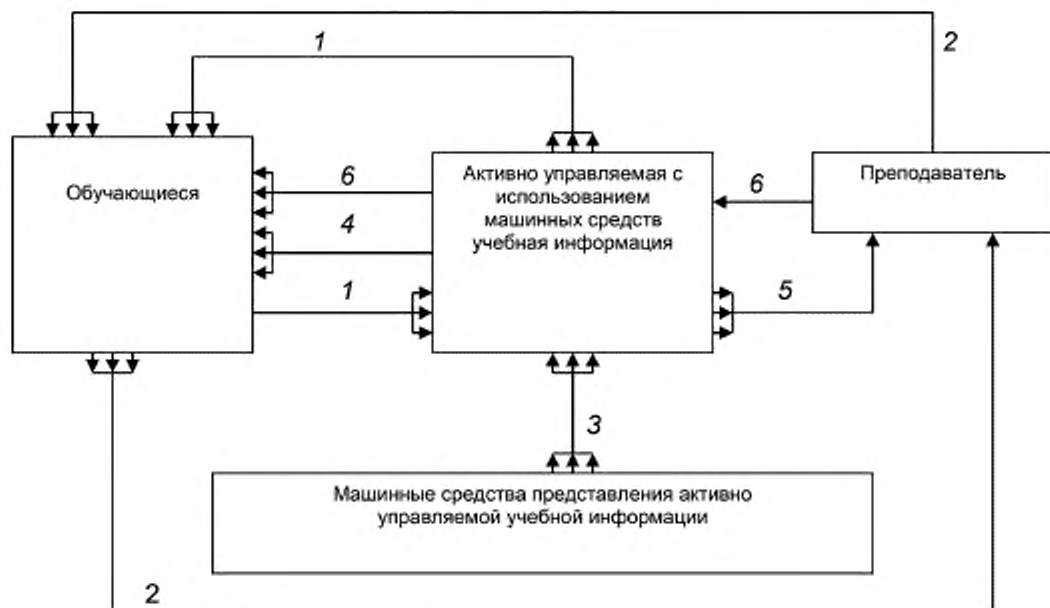 2
1
Обучающиеся
6
4
1
Активно управляемая с
использованием
машинных средств
учебная информация
6
Преподаватель
5
3
Машинные средства представления активно
управляемой учебной информации
2